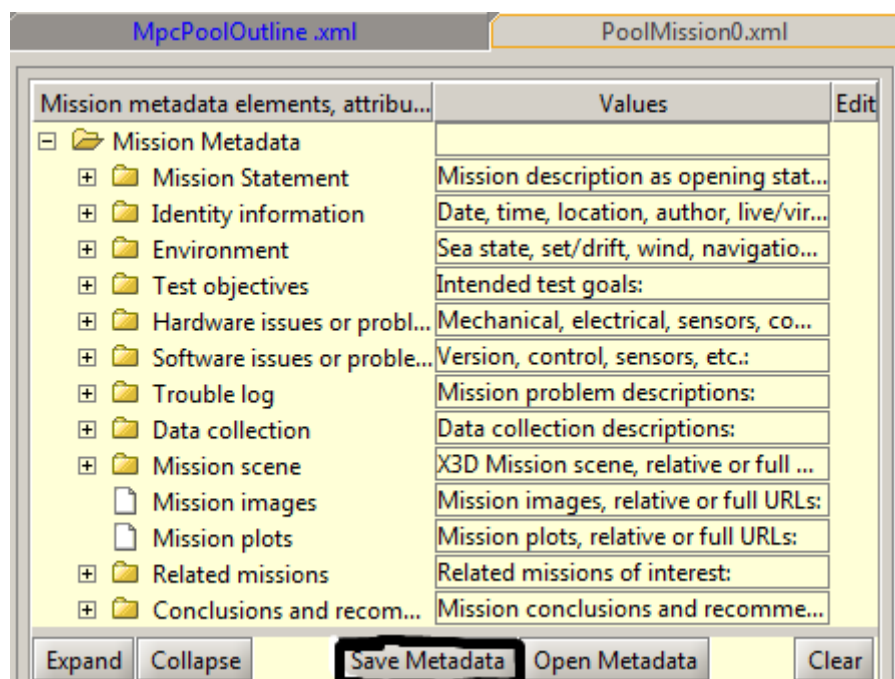 MpcPoolOutline .xml PoolMission0.xml
Mission metadata elements, attribu... Values Edit
Mission Metadata
Mission Statement Mission description as opening stat...
Identity information Date, time, location, author, live/vir...
Environment Sea state, set/drift, wind, navigatio...
Test objectives Intended test goals:
Hardware issues or probl... Mechanical, electrical, sensors, co...
Software issues or proble... Version, control, sensors, etc.:
Trouble log Mission problem descriptions:
Data collection Data collection descriptions:
Mission scene X3D Mission scene, relative or full ...
Mission images Mission images, relative or full URLs:
Mission plots Mission plots, relative or full URLs:
Related missions Related missions of interest:
Conclusions and recom... Mission conclusions and recomme...
Expand Collapse Save Metadata Open Metadata Clear